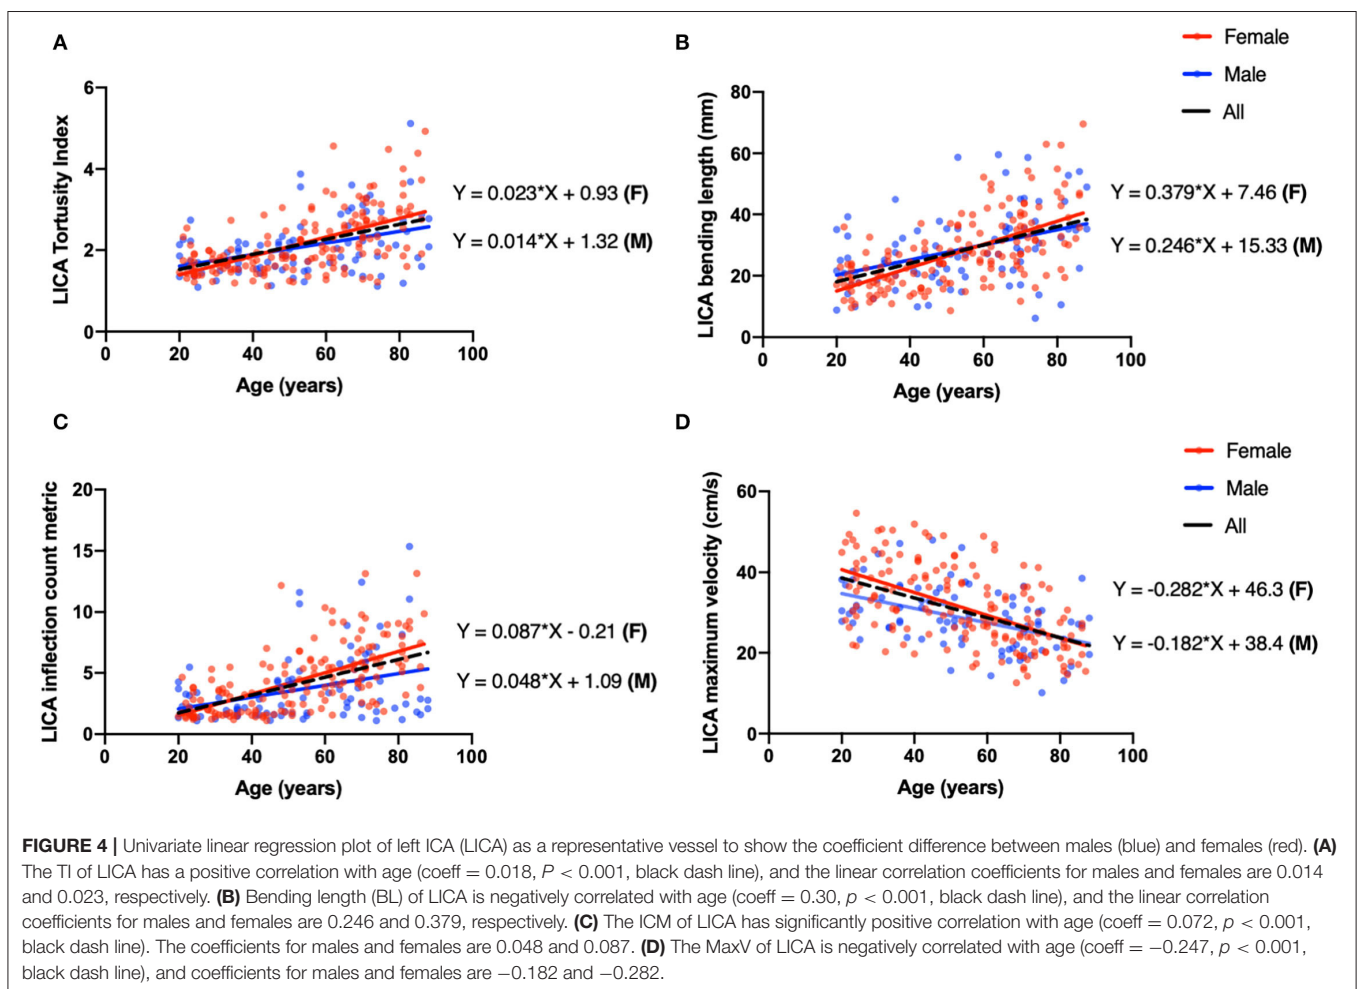 A
LICA Tortusity Index
6
4
2
0
0 20 40 60 80 100
Age (years)
Y = 0.023*X + 0.93 (F)
Y = 0.014*X + 1.32 (M)
B
Female
Male
All
LICA bending length (mm)
80
60
40
20
0
0 20 40 60 80 100
Age (years)
Y = 0.379*X + 7.46 (F)
Y = 0.246*X + 15.33 (M)
C
LICA inflection count metric
20
15
10
5
0
0 20 40 60 80 100
Age (years)
Y = 0.087*X - 0.21 (F)
Y = 0.048*X + 1.09 (M)
D
Female
Male
All
LICA maximum velocity (cm/s)
60
40
20
0
0 20 40 60 80 100
Age (years)
Y = -0.282*X + 46.3 (F)
Y = -0.182*X + 38.4 (M)
FIGURE 4 | Univariate linear regression plot of left ICA (LICA) as a representative vessel to show the coefficient difference between males (blue) and females (red). (A)
The TI of LICA has a positive correlation with age (coeff = 0.018, P < 0.001, black dash line), and the linear correlation coefficients for males and females are 0.014
and 0.023, respectively. (B) Bending length (BL) of LICA is negatively correlated with age (coeff = 0.30, p < 0.001, black dash line), and the linear correlation
coefficients for males and females are 0.246 and 0.379, respectively. (C) The ICM of LICA has significantly positive correlation with age (coeff = 0.072, p < 0.001,
black dash line). The coefficients for males and females are 0.048 and 0.087. (D) The MaxV of LICA is negatively correlated with age (coeff = −0.247, p < 0.001,
black dash line), and coefficients for males and females are −0.182 and −0.282.